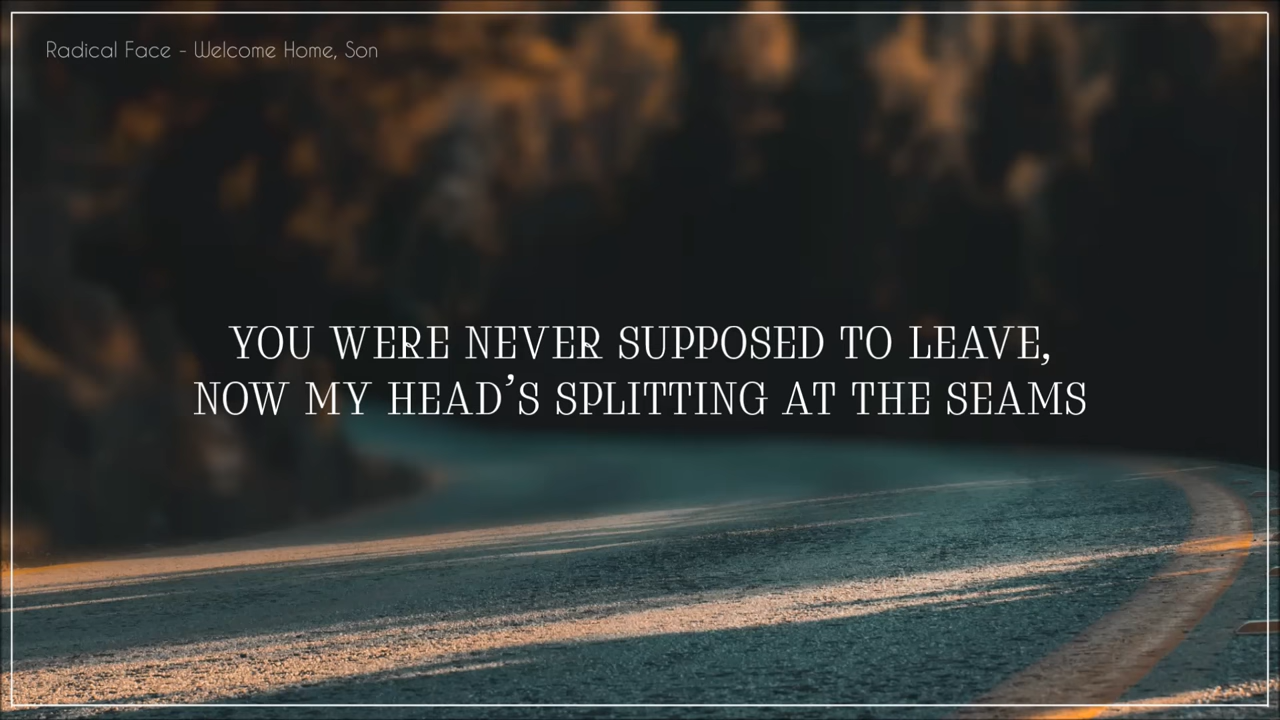 Radical Face - Welcome Home, Son
YOU WERE NEVER SUPPOSED TO LEAVE,
NOW MY HEAD’S SPLITTING AT THE SEAMS